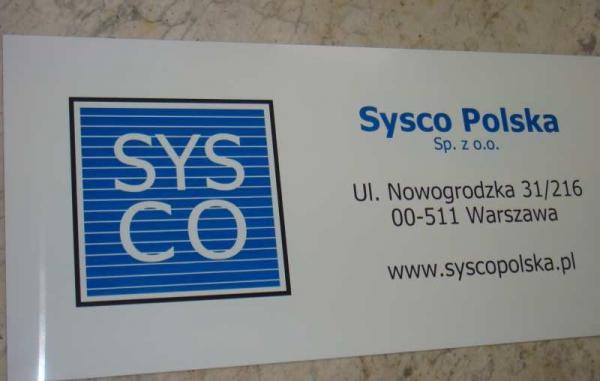 SYS
CO
Sysco Polska
Sp. z o.o.
Ul. Nowogrodzka 31/216
00-511 Warszawa
www.syscopolska.pl